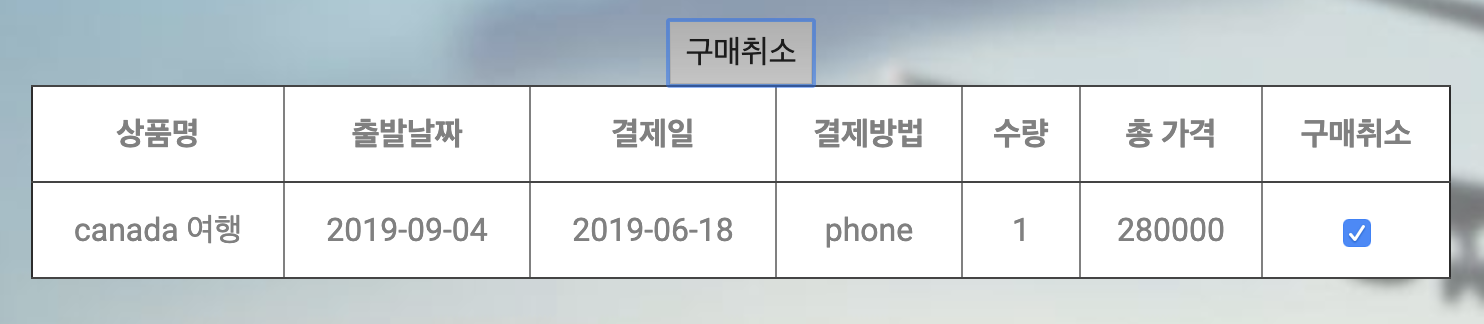 구매취소
상품명 출발날짜 결제일 결제방법 수량 총 가격 구매취소
canada 여행 2019-09-04 2019-06-18 phone 1 280000